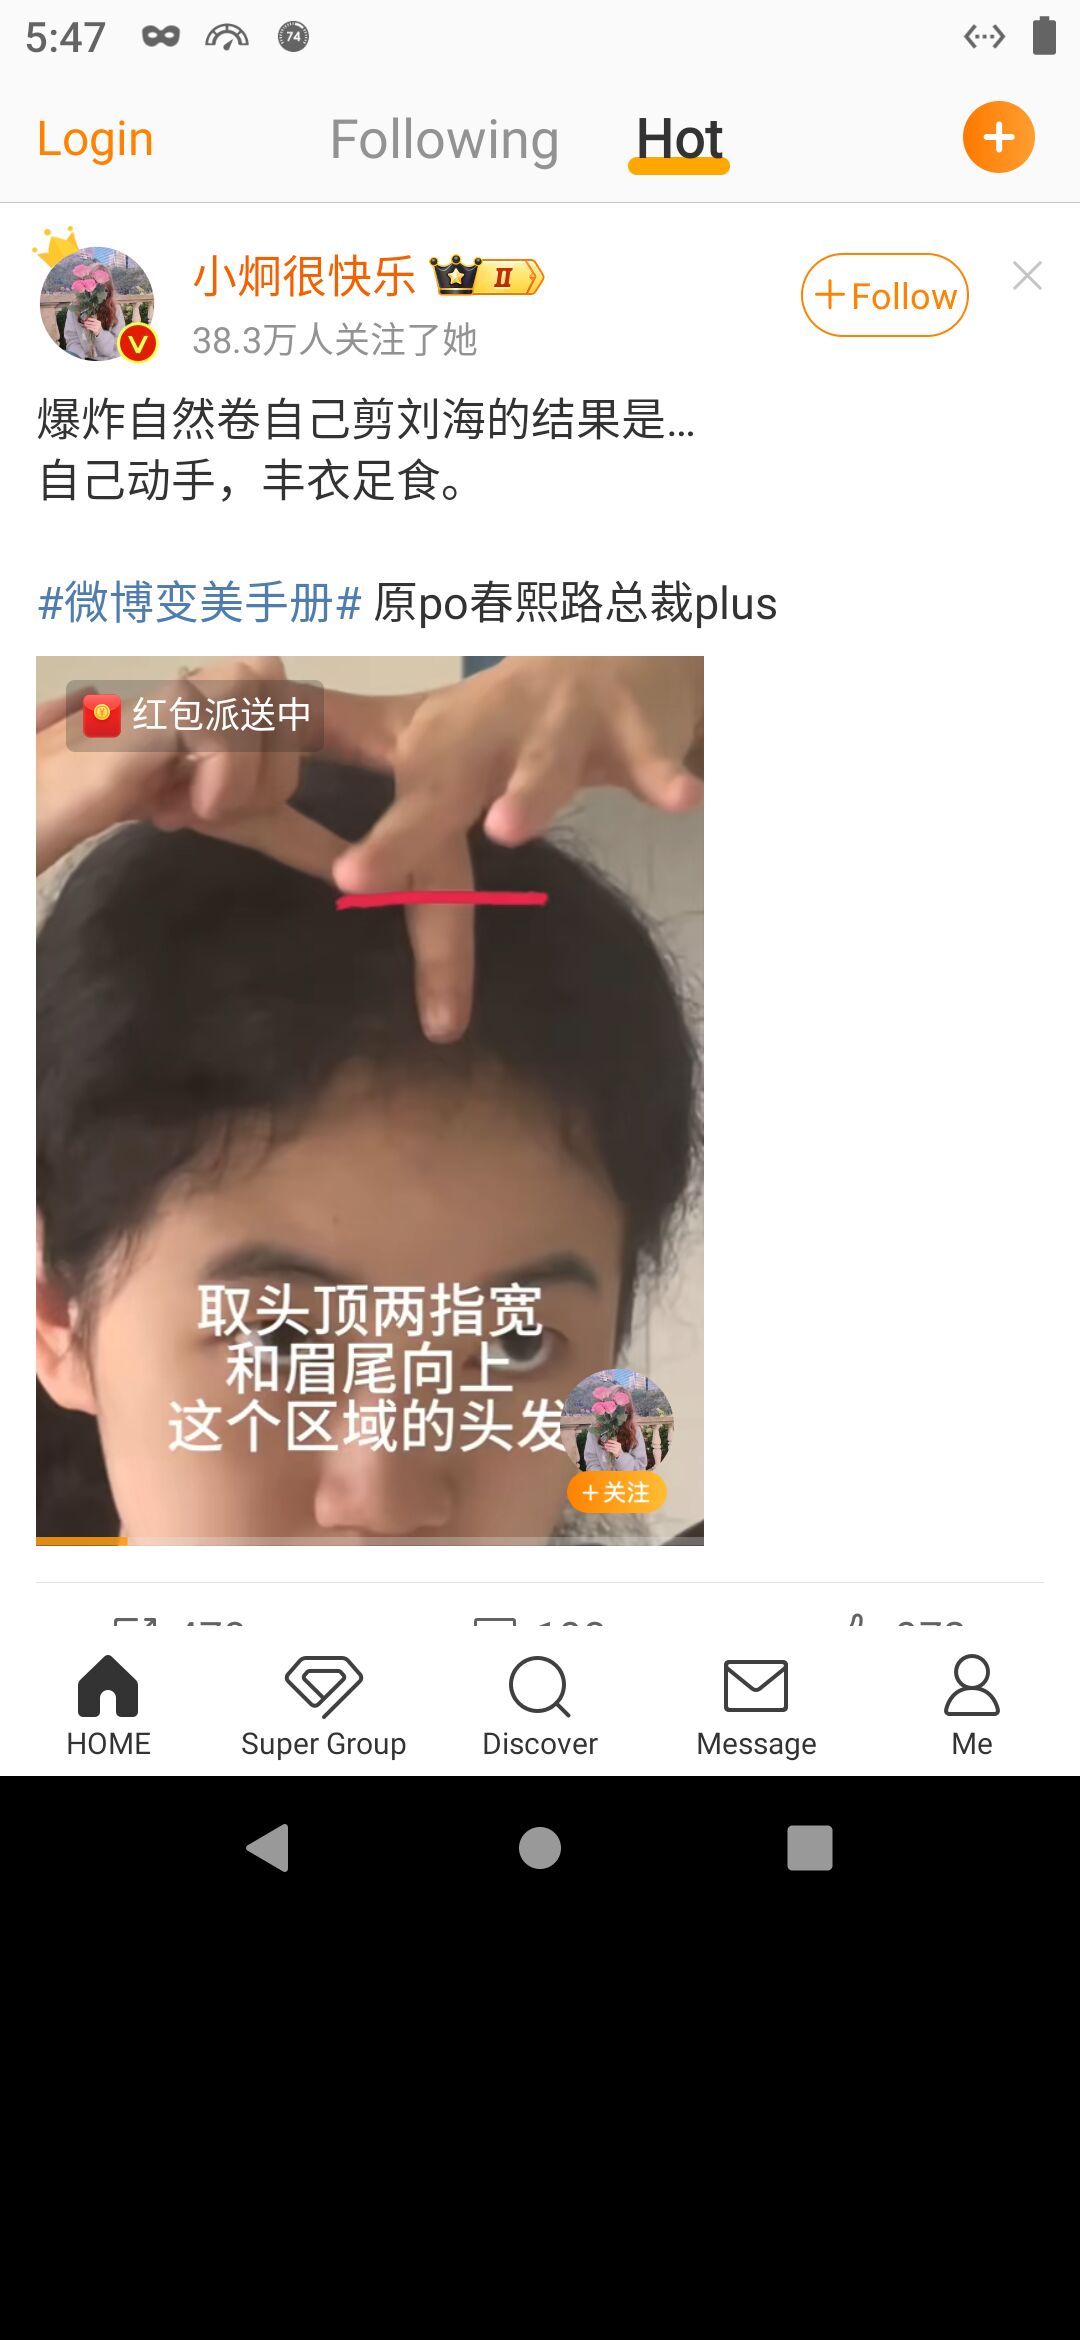 5:47
74
Login
Following
Hot
小炯很快乐
II
+Follow
38.3万人关注了她
爆炸自然卷自己剪刘海的结果是...
自己动手，丰衣足食。
#微博变美手册# 原po春熙路总裁plus
红包派送中
取头顶两指宽
和眉尾向上
这个区域的头发
+关注
HOME
Super Group
Discover
Message
Me